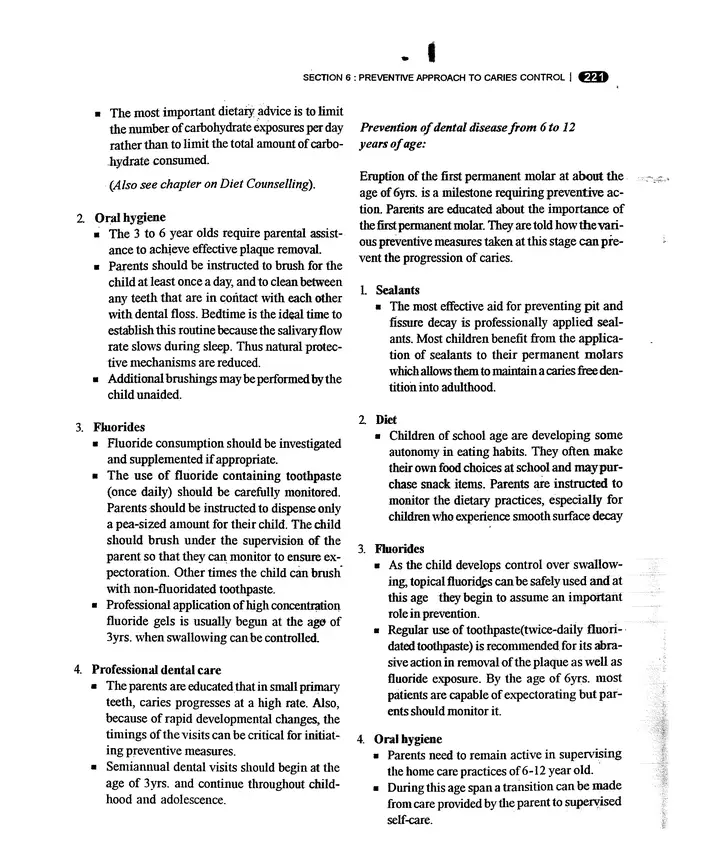 SECTION 6 : PREVENTIVE APPROACH TO CARIES CONTROL | 221
▪ The most important dietary advice is to limit
the number of carbohydrate exposures per day
rather than to limit the total amount of carbo-
hydrate consumed.
(Also see chapter on Diet Counselling).
2. Oral hygiene
▪ The 3 to 6 year olds require parental assist-
ance to achieve effective plaque removal.
▪ Parents should be instructed to brush for the
child at least once a day, and to clean between
any teeth that are in contact with each other
with dental floss. Bedtime is the ideal time to
establish this routine because the salivary flow
rate slows during sleep. Thus natural protec-
tive mechanisms are reduced.
▪ Additional brushings may be performed by the
child unaided.
3. Fluorides
▪ Fluoride consumption should be investigated
and supplemented if appropriate.
▪ The use of fluoride containing toothpaste
(once daily) should be carefully monitored.
Parents should be instructed to dispense only
a pea-sized amount for their child. The child
should brush under the supervision of the
parent so that they can monitor to ensure ex-
pectoration. Other times the child can brush
with non-fluoridated toothpaste.
▪ Professional application of high concentration
fluoride gels is usually begun at the age of
3yrs. when swallowing can be controlled.
4. Professional dental care
▪ The parents are educated that in small primary
teeth, caries progresses at a high rate. Also,
because of rapid developmental changes, the
timings of the visits can be critical for initiat-
ing preventive measures.
▪ Semiannual dental visits should begin at the
age of 3yrs. and continue throughout child-
hood and adolescence.
Prevention of dental disease from 6 to 12
years of age:
Eruption of the first permanent molar at about the
age of 6yrs. is a milestone requiring preventive ac-
tion. Parents are educated about the importance of
the first permanent molar. They are told how the vari-
ous preventive measures taken at this stage can pre-
vent the progression of caries.
1. Sealants
▪ The most effective aid for preventing pit and
fissure decay is professionally applied seal-
ants. Most children benefit from the applica-
tion of sealants to their permanent molars
which allows them to maintain a caries free den-
tition into adulthood.
2. Diet
▪ Children of school age are developing some
autonomy in eating habits. They often make
their own food choices at school and may pur-
chase snack items. Parents are instructed to
monitor the dietary practices, especially for
children who experience smooth surface decay
3. Fluorides
▪ As the child develops control over swallow-
ing, topical fluorides can be safely used and at
this age they begin to assume an important
role in prevention.
▪ Regular use of toothpaste(twice-daily fluori-
dated toothpaste) is recommended for its abra-
sive action in removal of the plaque as well as
fluoride exposure. By the age of 6yrs. most
patients are capable of expectorating but par-
ents should monitor it.
4. Oral hygiene
▪ Parents need to remain active in supervising
the home care practices of 6-12 year old.
▪ During this age span a transition can be made
from care provided by the parent to supervised
self-care.